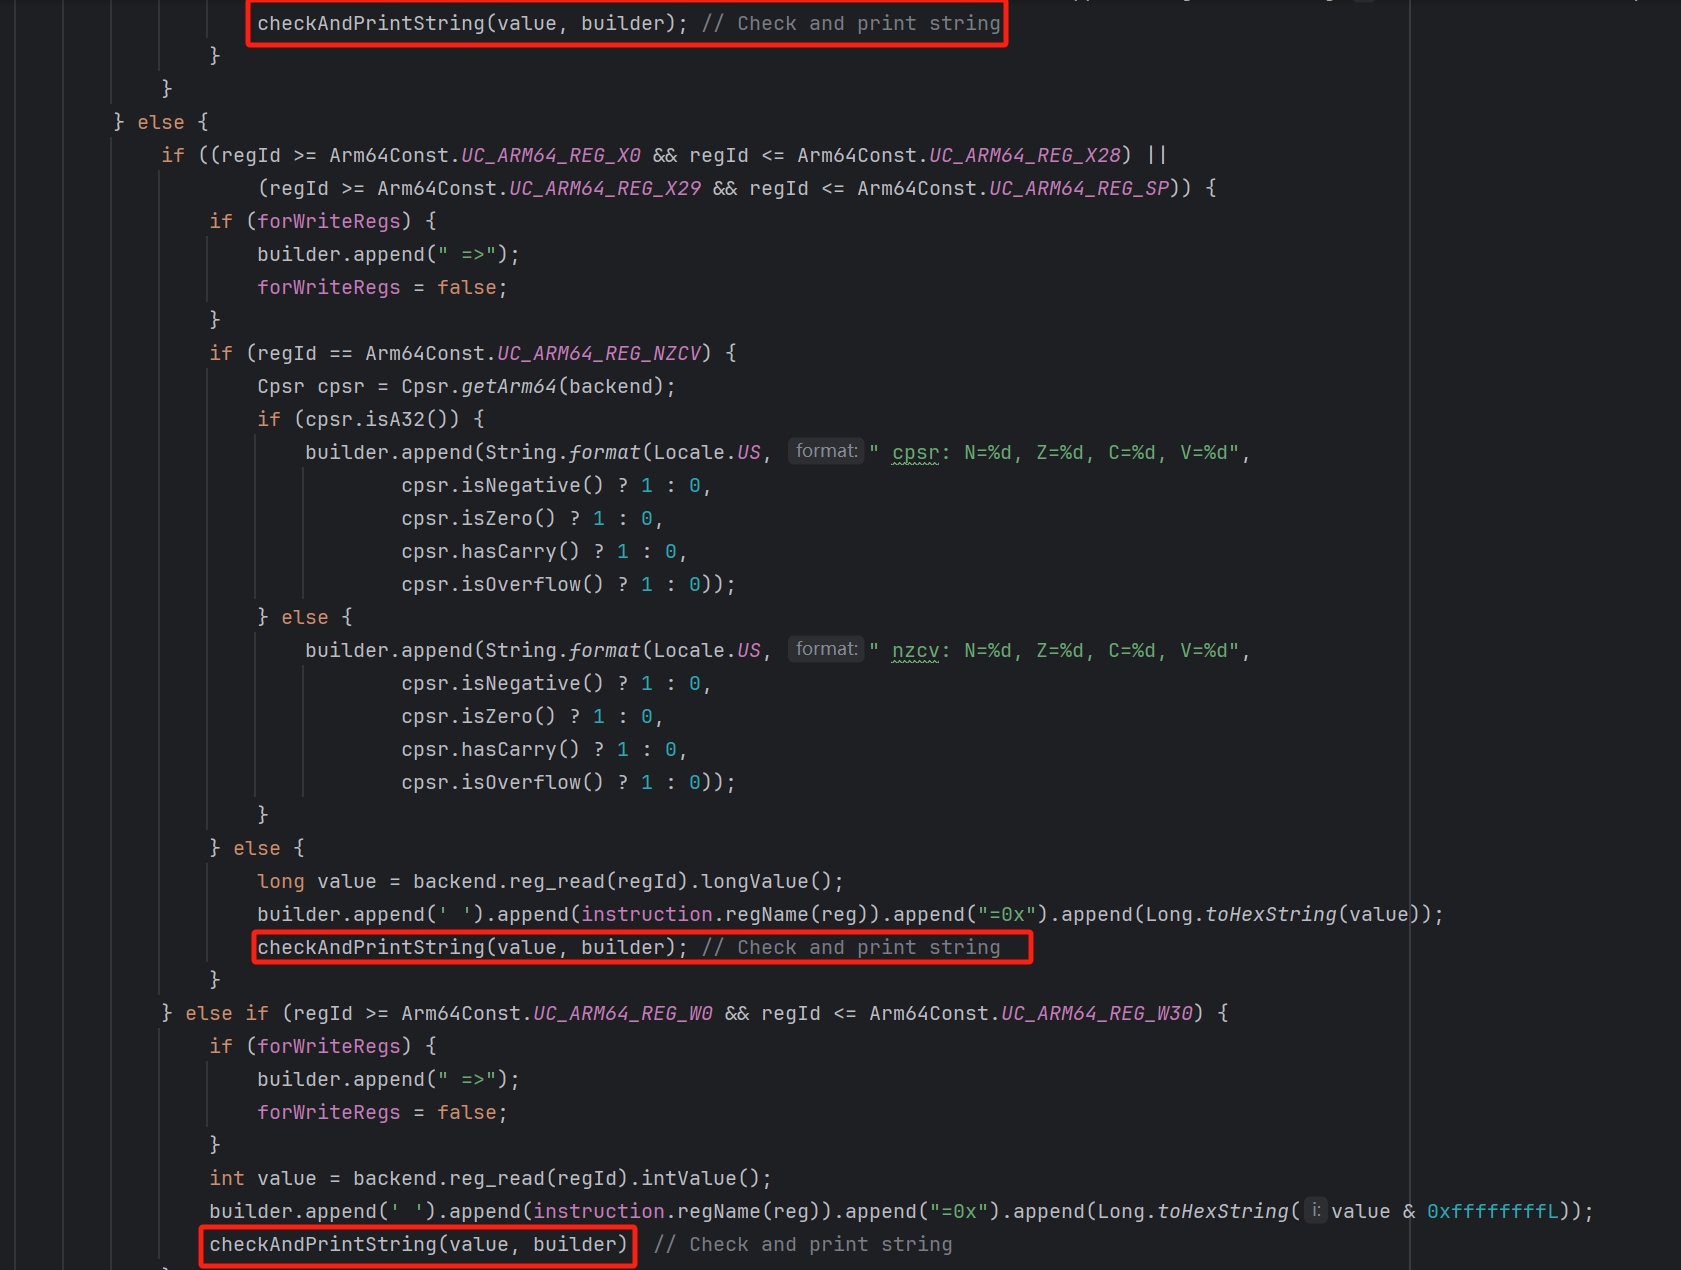 checkAndPrintString(value, builder); // Check and print string
}
}
} else {
if ((regId >= Arm64Const.UC_ARM64_REG_X0 && regId <= Arm64Const.UC_ARM64_REG_X28) ||
(regId >= Arm64Const.UC_ARM64_REG_X29 && regId <= Arm64Const.UC_ARM64_REG_SP)) {
if (forWriteRegs) {
builder.append(" =>");
forWriteRegs = false;
}
if (regId == Arm64Const.UC_ARM64_REG_NZCV) {
Cpsr cpsr = Cpsr.getArm64(backend);
if (cpsr.isA32()) {
builder.append(String.format(Locale.US, format: " cpsr: N=%d, Z=%d, C=%d, V=%d",
cpsr.isNegative() ? 1 : 0,
cpsr.isZero() ? 1 : 0,
cpsr.hasCarry() ? 1 : 0,
cpsr.isOverflow() ? 1 : 0));
} else {
builder.append(String.format(Locale.US, format: " nzcv: N=%d, Z=%d, C=%d, V=%d",
cpsr.isNegative() ? 1 : 0,
cpsr.isZero() ? 1 : 0,
cpsr.hasCarry() ? 1 : 0,
cpsr.isOverflow() ? 1 : 0));
}
} else {
long value = backend.reg_read(regId).longValue();
builder.append(' ').append(instruction.regName(reg)).append("=0x").append(Long.toHexString(value));
checkAndPrintString(value, builder); // Check and print string
}
} else if (regId >= Arm64Const.UC_ARM64_REG_W0 && regId <= Arm64Const.UC_ARM64_REG_W30) {
if (forWriteRegs) {
builder.append(" =>");
forWriteRegs = false;
}
int value = backend.reg_read(regId).intValue();
builder.append(' ').append(instruction.regName(reg)).append("=0x").append(Long.toHexString( i: value & 0xffffffffL));
checkAndPrintString(value, builder) // Check and print string